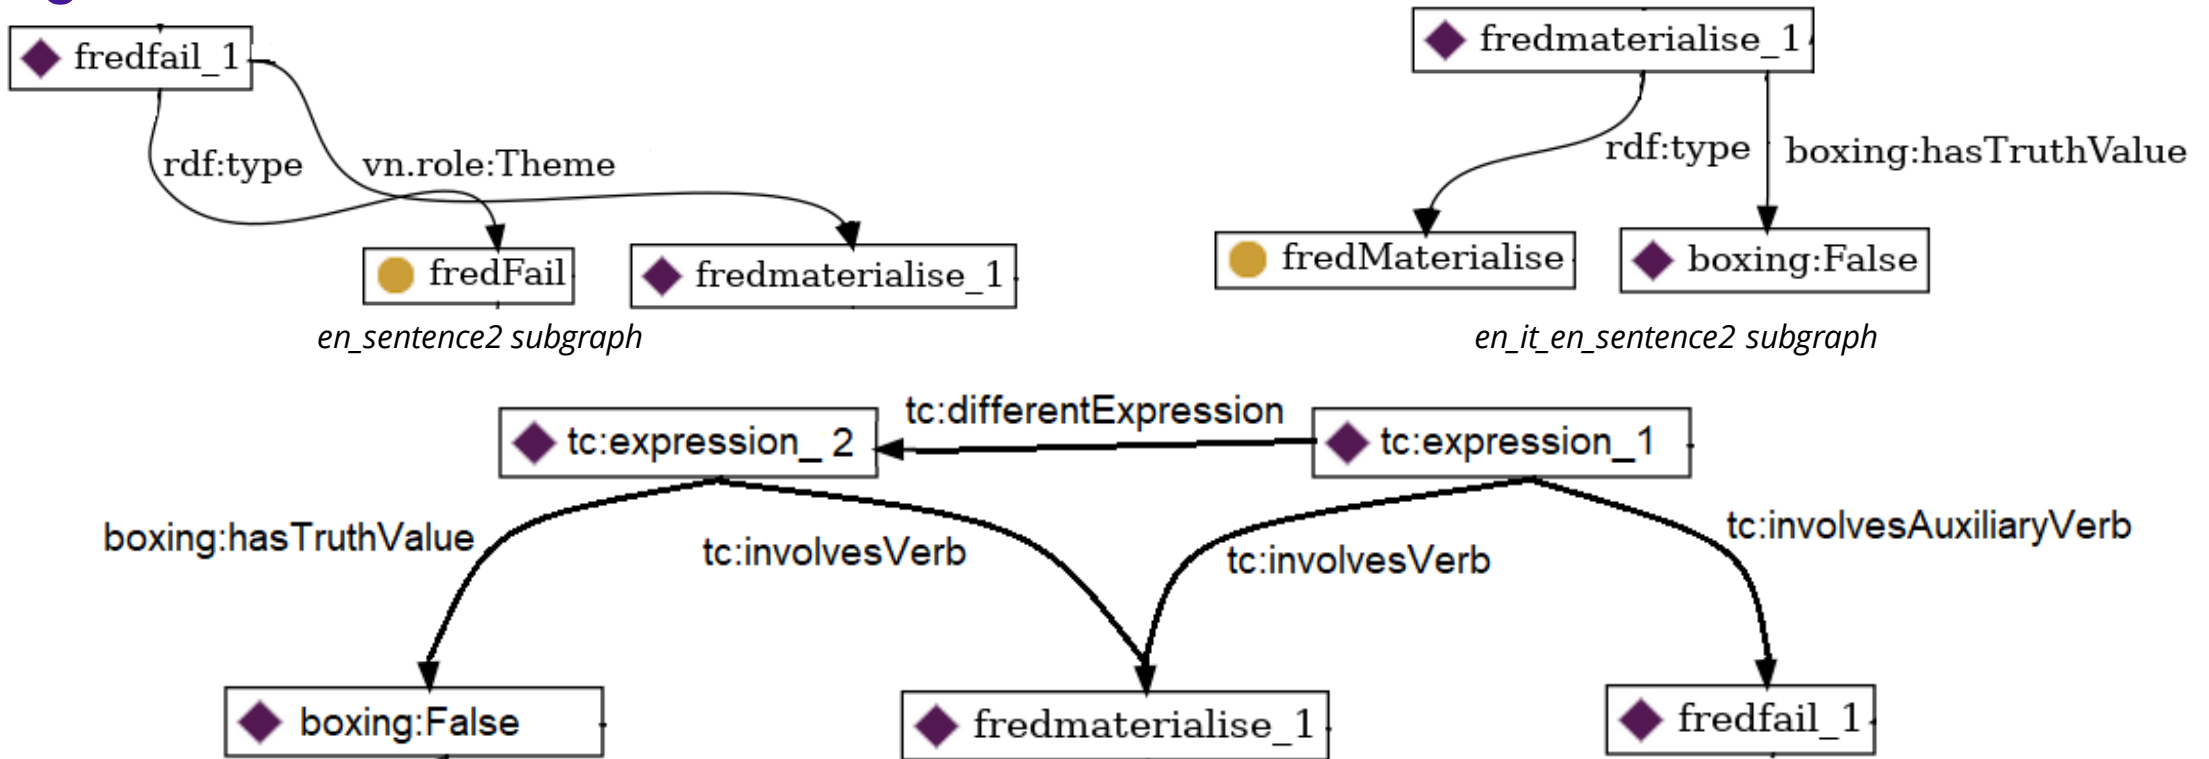 fredfail_1
rdf:type
vn.role:Theme
fredFail
fredmaterialise_1
en_sentence2 subgraph
fredmaterialise_1
rdf:type
boxing:hasTruthValue
fredMaterialise
boxing:False
en_it_en_sentence2 subgraph
tc:differentExpression
tc:expression_ 2
tc:expression_1
boxing:hasTruthValue
tc:involvesVerb
tc:involvesVerb
tc:involvesAuxiliaryVerb
boxing:False
fredmaterialise_1
fredfail_1